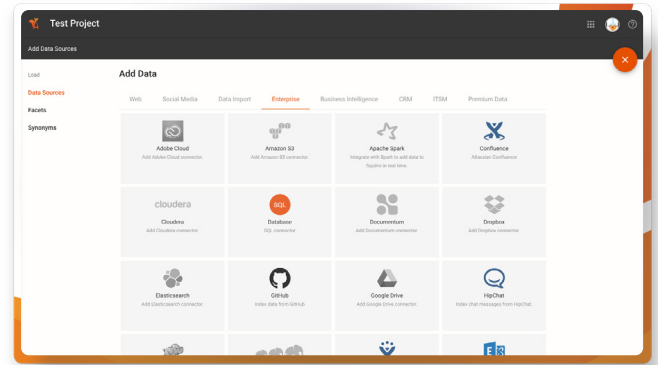 Test Project
Add Data Sources
Load
Data Sources
Facets
Synonyms
Add Data
Web Social Media Data Import Enterprise Business Intelligence CRM ITSM Premium Data
Adobe Cloud
Add Adobe Cloud connector.
Amazon S3
Add Amazon S3 connector.
Apache Spark
Integrate with Spark to add data to
Squirro in real time.
Confluence
Atlassian Confluence
cloudera
Cloudera
Add Cloudera connector.
SQL
Database
SQL connector
Documentum
Add Documentum connector.
Dropbox
Add Dropbox connector.
Elasticsearch
Add Elasticsearch connector.
GitHub
Index data from GitHub.
Google Drive
Add Google Drive connector.
HipChat
Index chat messages from HipChat.